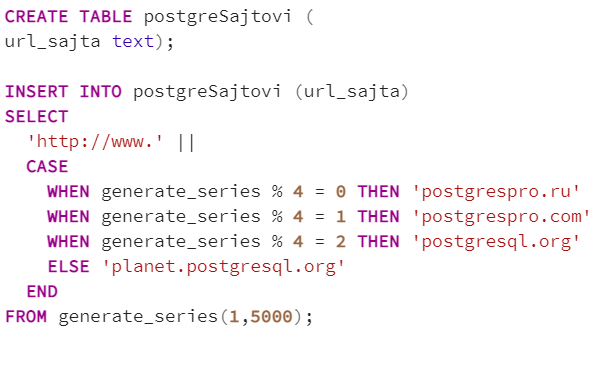 CREATE TABLE postgreSajtovi (
url_sajta text);
INSERT INTO postgreSajtovi (url_sajta)
SELECT
'http://www.' ||
CASE
WHEN generate_series % 4 = 0 THEN 'postgrespro.ru'
WHEN generate_series % 4 = 1 THEN 'postgrespro.com'
WHEN generate_series % 4 = 2 THEN 'postgresql.org'
ELSE 'planet.postgresql.org'
END
FROM generate_series(1,5000);